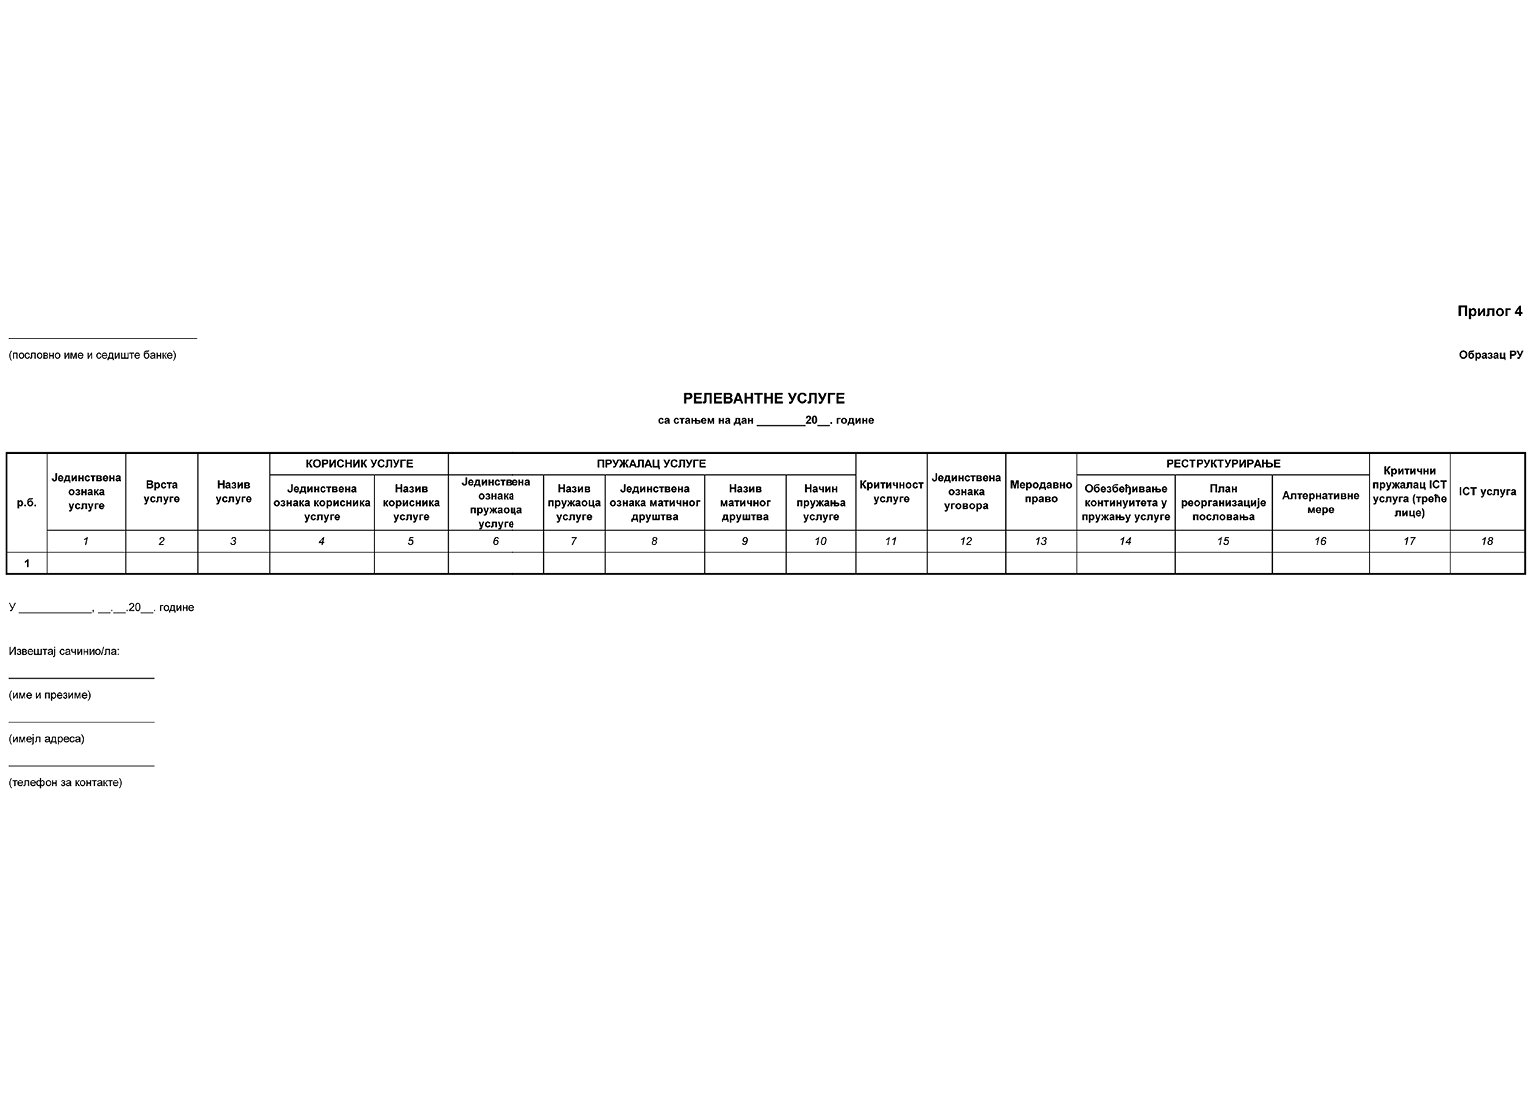 Прилог 4
_______________________________
(пословно име и седиште банке)
Образац РУ
РЕЛЕВАНТНЕ УСЛУГЕ
са стањем на дан ________20__. године
р.б.
Јединствена
ознака
услуге
Врста
услуге
Назив
услуге
КОРИСНИК УСЛУГЕ
Јединствена
ознака корисника
услуге
Назив
корисника
услуге
ПРУЖАЛАЦ УСЛУГЕ
Јединствена
ознака
пружаоца
услуге
Назив
пружаоца
услуге
Јединствена
ознака матичног
друштва
Назив
матичног
друштва
Начин
пружања
услуге
Критичност
услуге
Јединствена
ознака
уговора
Меродавно
право
РЕСТРУКТУРИРАЊЕ
Обезбеђивање
континуитета у
пружању услуге
План
реорганизације
пословања
Алтернативне
мере
Критични
пружалац ICT
услуга (треће
лице)
ICT услуга
1 2 3 4 5 6 7 8 9 10 11 12 13 14 15 16 17 18
1
У ____________, __.__.20__. године
Извештај сачинио/ла:
________________________
(име и презиме)
________________________
(имејл адреса)
________________________
(телефон за контакте)